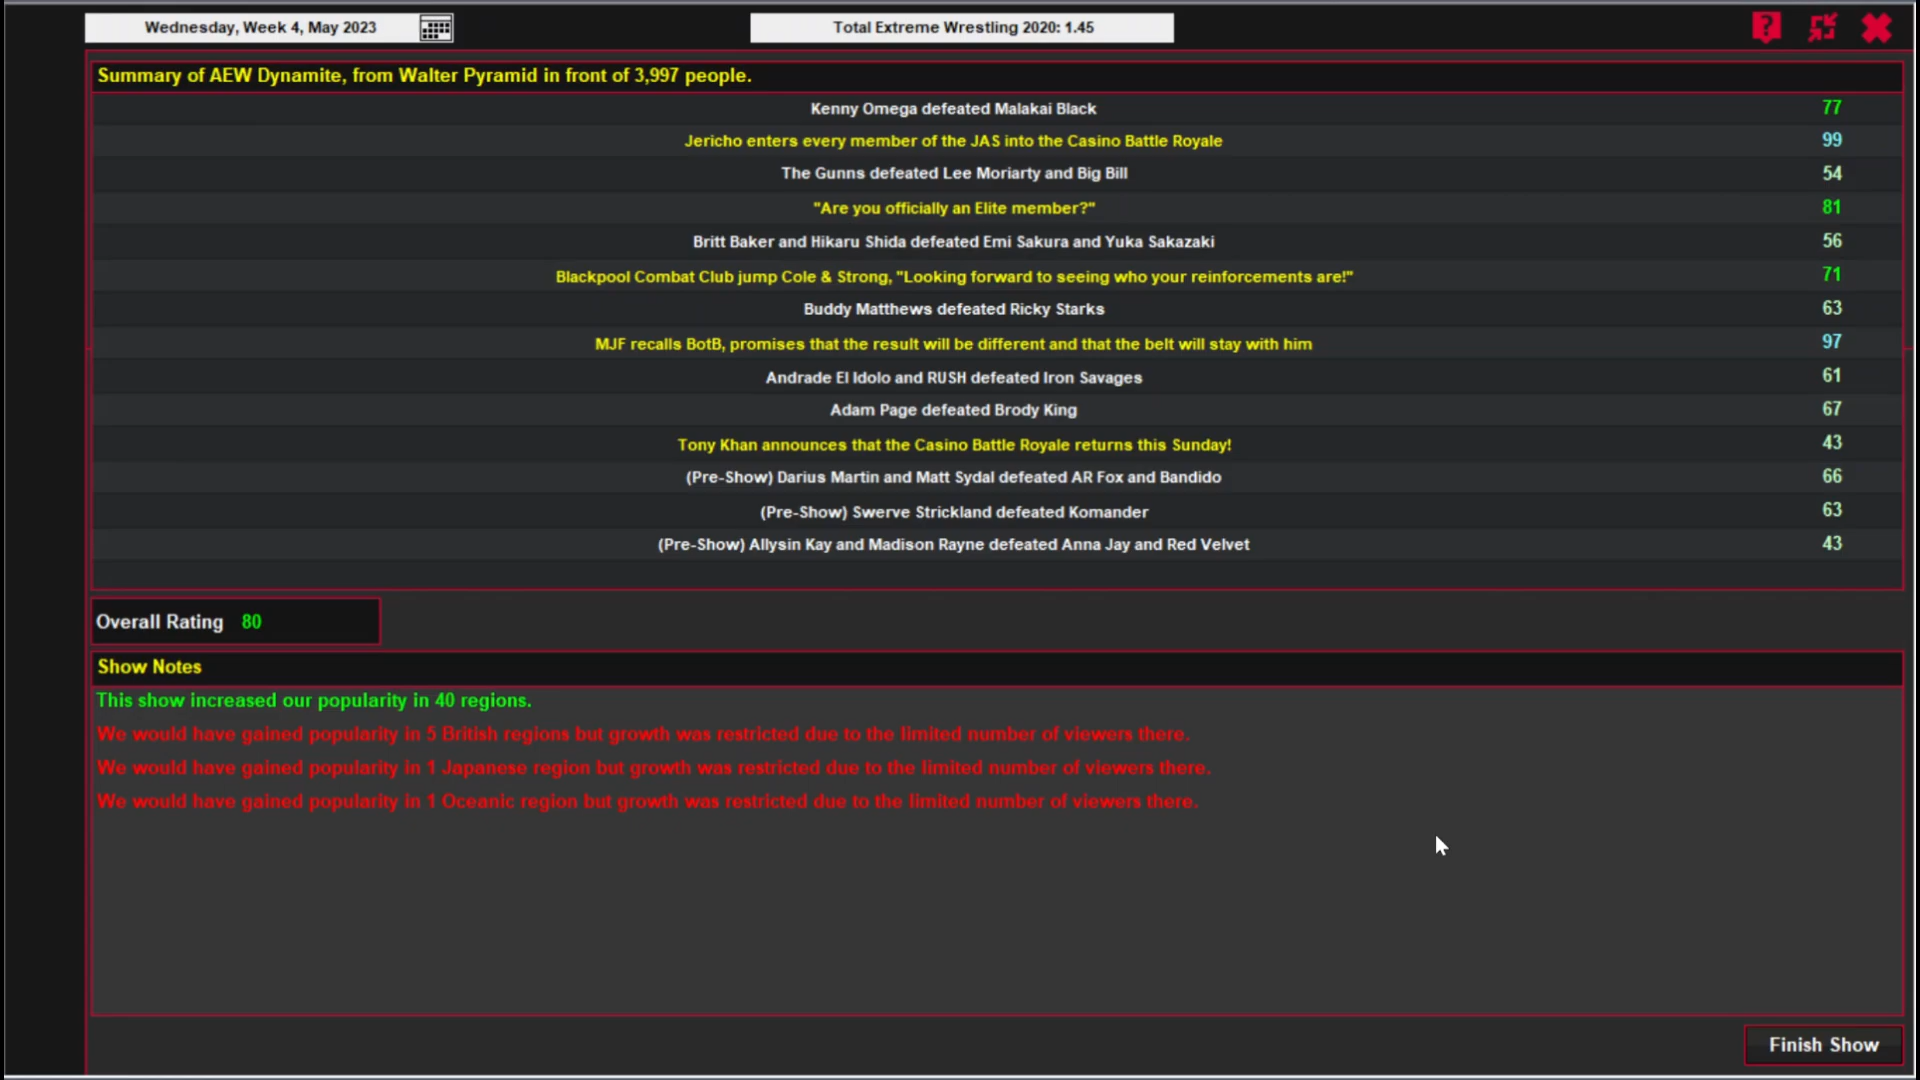 Wednesday, Week 4, May 2023
Total Extreme Wrestling 2020: 1.45
?
Summary of AEW Dynamite, from Walter Pyramid in front of 3,997 people.
Kenny Omega defeated Malakai Black 77
Jericho enters every member of the JAS into the Casino Battle Royale 99
The Gunns defeated Lee Moriarty and Big Bill 54
"Are you officially an Elite member?" 81
Britt Baker and Hikaru Shida defeated Emi Sakura and Yuka Sakazaki 56
Blackpool Combat Club jump Cole & Strong, "Looking forward to seeing who your reinforcements are!" 71
Buddy Matthews defeated Ricky Starks 63
MJF recalls BotB, promises that the result will be different and that the belt will stay with him 97
Andrade El Idolo and RUSH defeated Iron Savages 61
Adam Page defeated Brody King 67
Tony Khan announces that the Casino Battle Royale returns this Sunday! 43
(Pre-Show) Darius Martin and Matt Sydal defeated AR Fox and Bandido 66
(Pre-Show) Swerve Strickland defeated Komander 63
(Pre-Show) Allysin Kay and Madison Rayne defeated Anna Jay and Red Velvet 43
Overall Rating 80
Show Notes
This show increased our popularity in 40 regions.
We would have gained popularity in 5 British regions but growth was restricted due to the limited number of viewers there.
We would have gained popularity in 1 Japanese region but growth was restricted due to the limited number of viewers there.
We would have gained popularity in 1 Oceanic region but growth was restricted due to the limited number of viewers there.
Finish Show